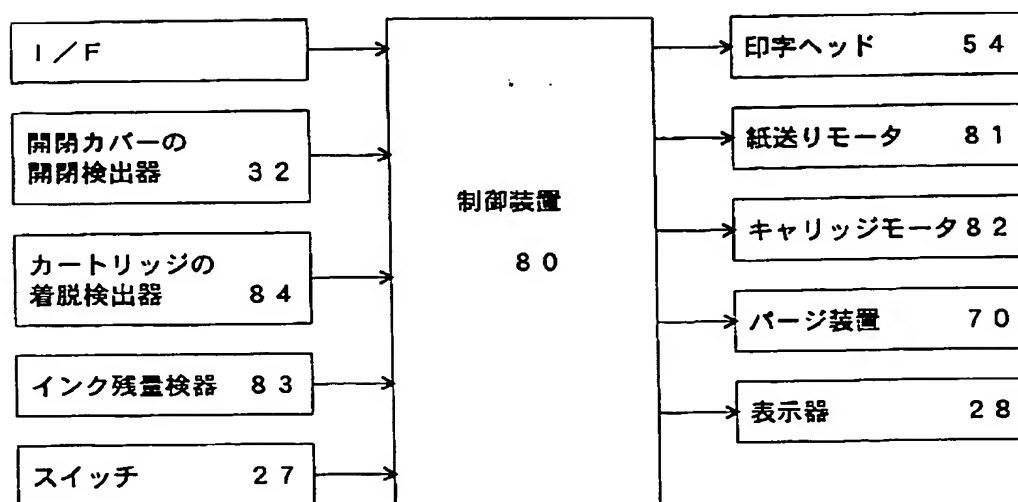 I/F
開閉カバーの
開閉検出器 32
カートリッジの
着脱検出器 84
インク残量検器 83
スイッチ 27
制御装置
80
印字ヘッド 54
紙送りモータ 81
キャリッジモータ82
パージ装置 70
表示器 28